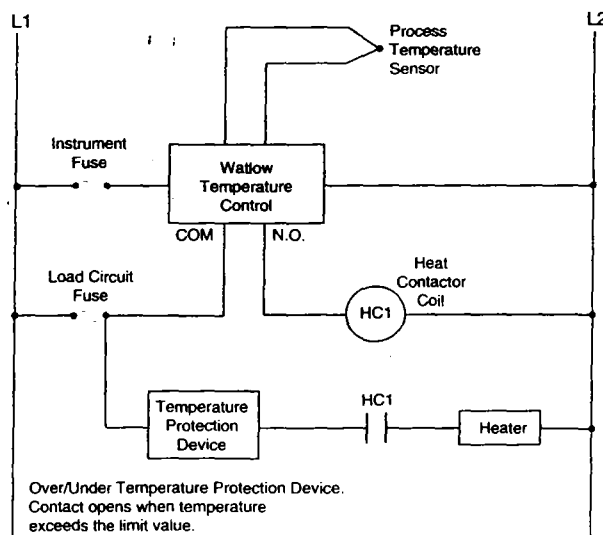 L1
L2
Process
Temperature
Sensor
Instrument
Fuse
Watlow
Temperature
Control
COM
N.O.
Load Circuit
Fuse
Heat
Contactor
Coil
HC1
HC1
Temperature
Protection
Device
Heater
Over/Under Temperature Protection Device.
Contact opens when temperature
exceeds the limit value.